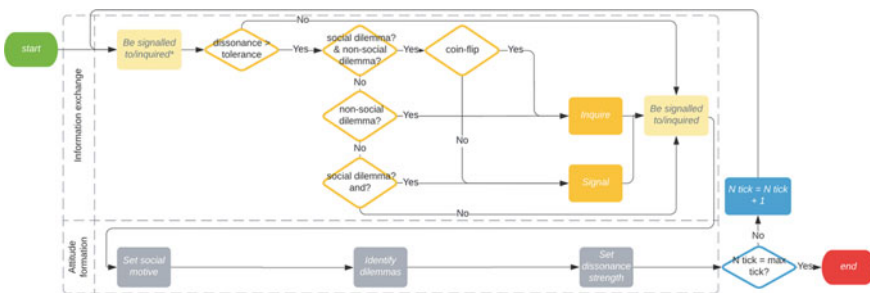 start
Information exchange
Be signalled
to/inquired*
dissonance >
tolerance
No
Yes
social dilemma?
& non-social
dilemma?
Yes
coin-flip
Yes
No
No
non-social
dilemma?
Yes
Inquire
Be signalled
to/inquired
No
social dilemma?
and?
Yes
Signal
No
Attitude
formation
Set social
motive
Identify
dilemmas
Set
dissonance
strength
N tick = N tick
+ 1
No
N tick = max
tick?
Yes
end